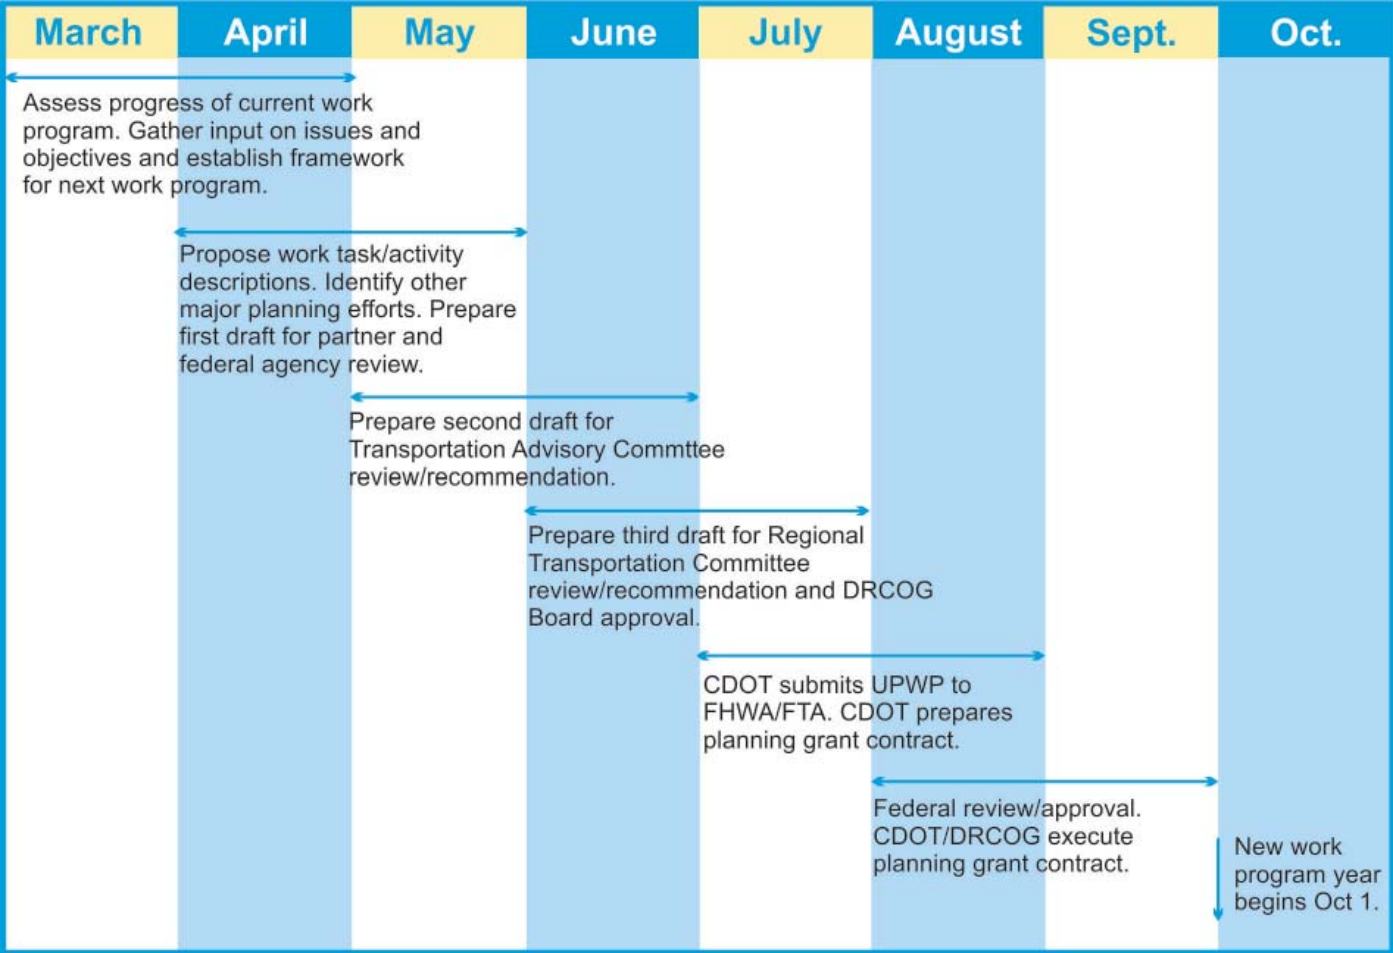 March April May June July August Sept. Oct.
Assess progress of current work
program. Gather input on issues and
objectives and establish framework
for next work program.
Propose work task/activity
descriptions. Identify other
major planning efforts. Prepare
first draft for partner and
federal agency review.
Prepare second draft for
Transportation Advisory Commttee
review/recommendation.
Prepare third draft for Regional
Transportation Committee
review/recommendation and DRCOG
Board approval.
CDOT submits UPWP to
FHWA/FTA. CDOT prepares
planning grant contract.
Federal review/approval.
CDOT/DRCOG execute
planning grant contract.
New work
program year
begins Oct 1.